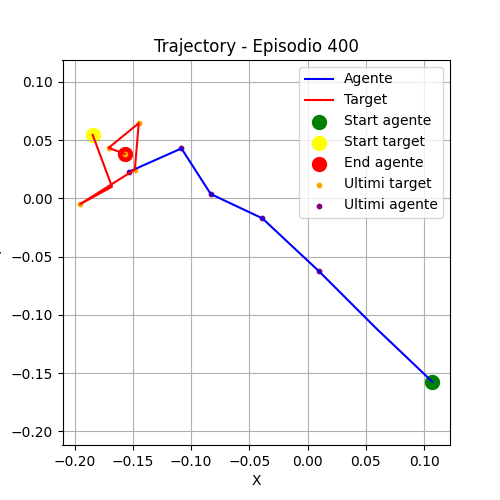 Trajectory - Episodio 400
0.10
0.05
0.00
−0.05
−0.10
−0.15
−0.20
Agente
Target
Start agente
Start target
End agente
Ultimi target
Ultimi agente
−0.20
−0.15
−0.10
−0.05
0.00
0.05
0.10
X